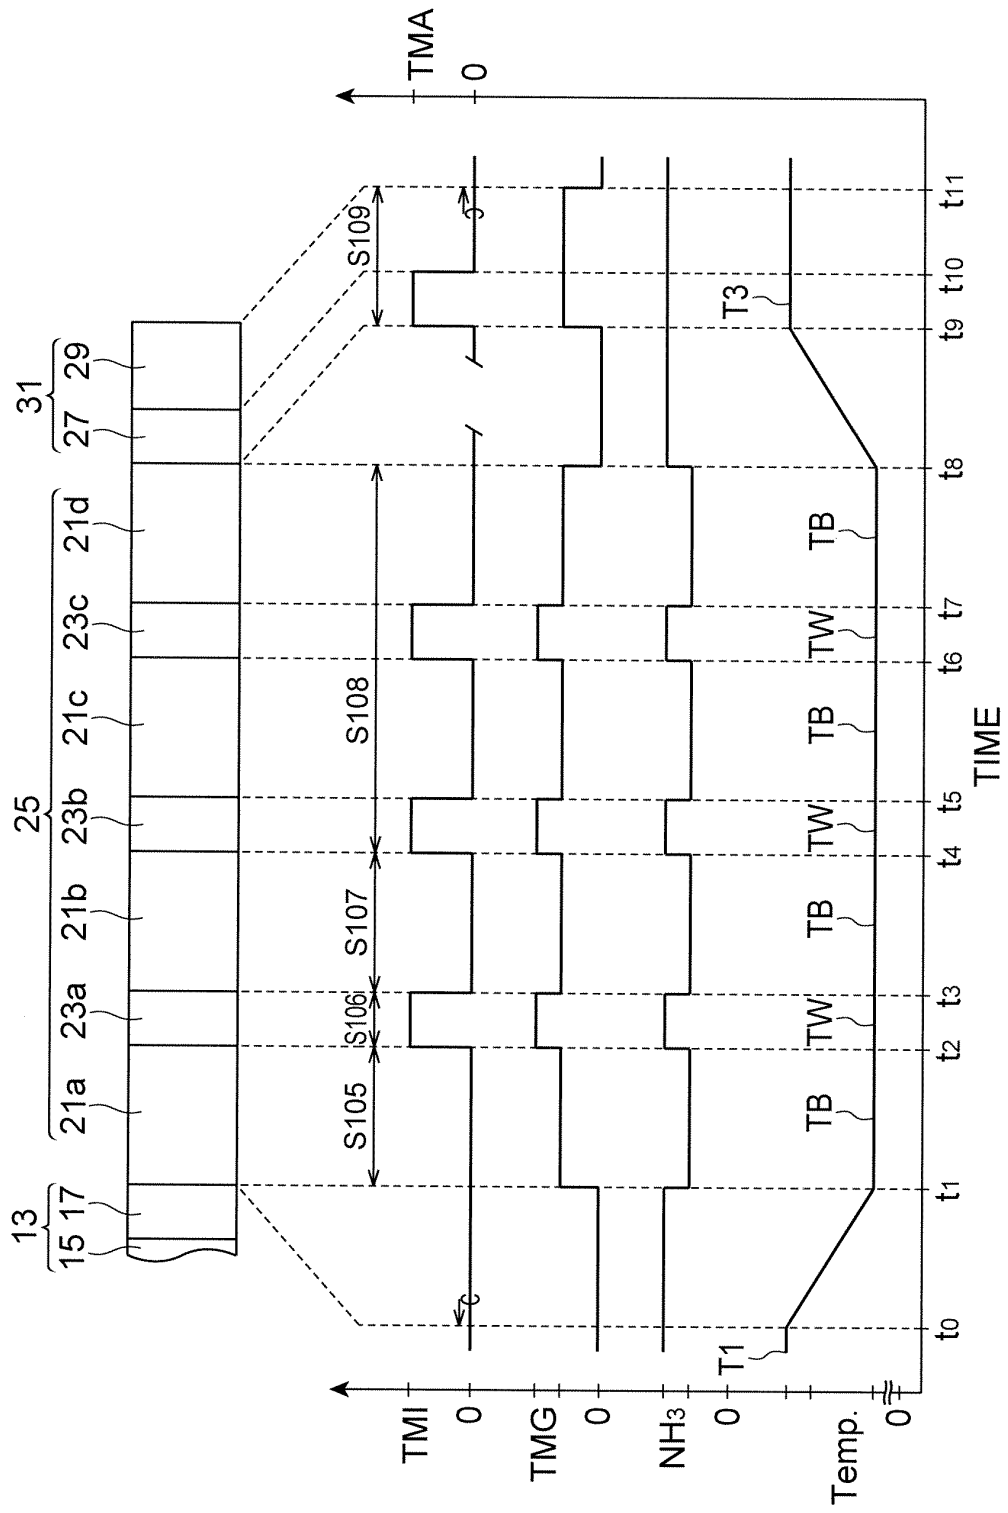 13
25
31
15
17
21a
23a
21b
23b
21c
23c
21d
27
29
S105
S106
S107
S108
S109
TMI
0
TMA
0
TMG
0
NH3
0
Temp.
0
T1
TB
TW
TB
TW
TB
TW
TB
T3
t0
t1
t2
t3
t4
t5
t6
t7
t8
t9
t10
t11
TIME